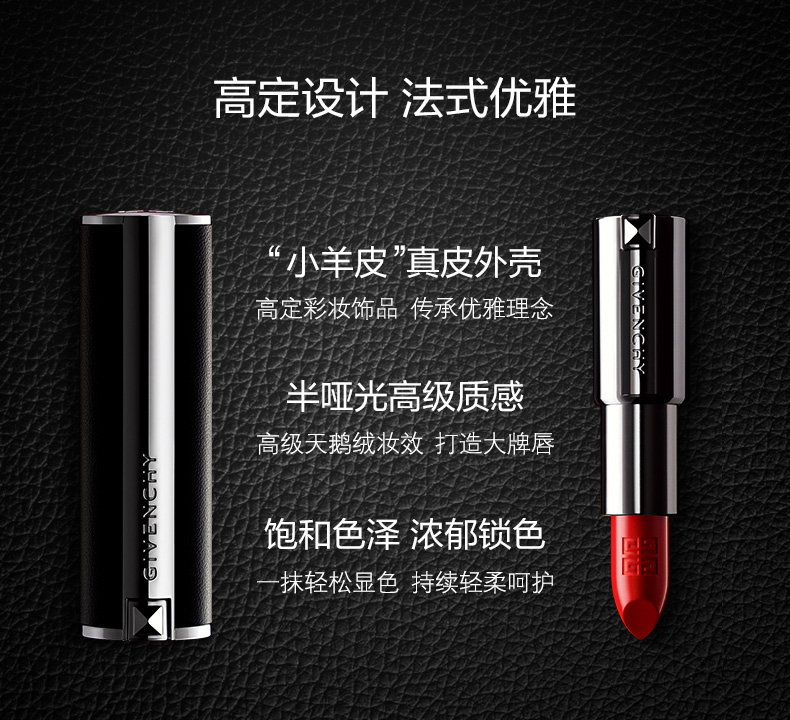 高定设计 法式优雅
“小羊皮”真皮外壳
高定彩妆饰品 传承优雅理念
半哑光高级质感
高级天鹅绒妆效 打造大牌唇
饱和色泽 浓郁锁色
一抹轻松显色 持续轻柔呵护
GIVENCHY
GIVENCHY